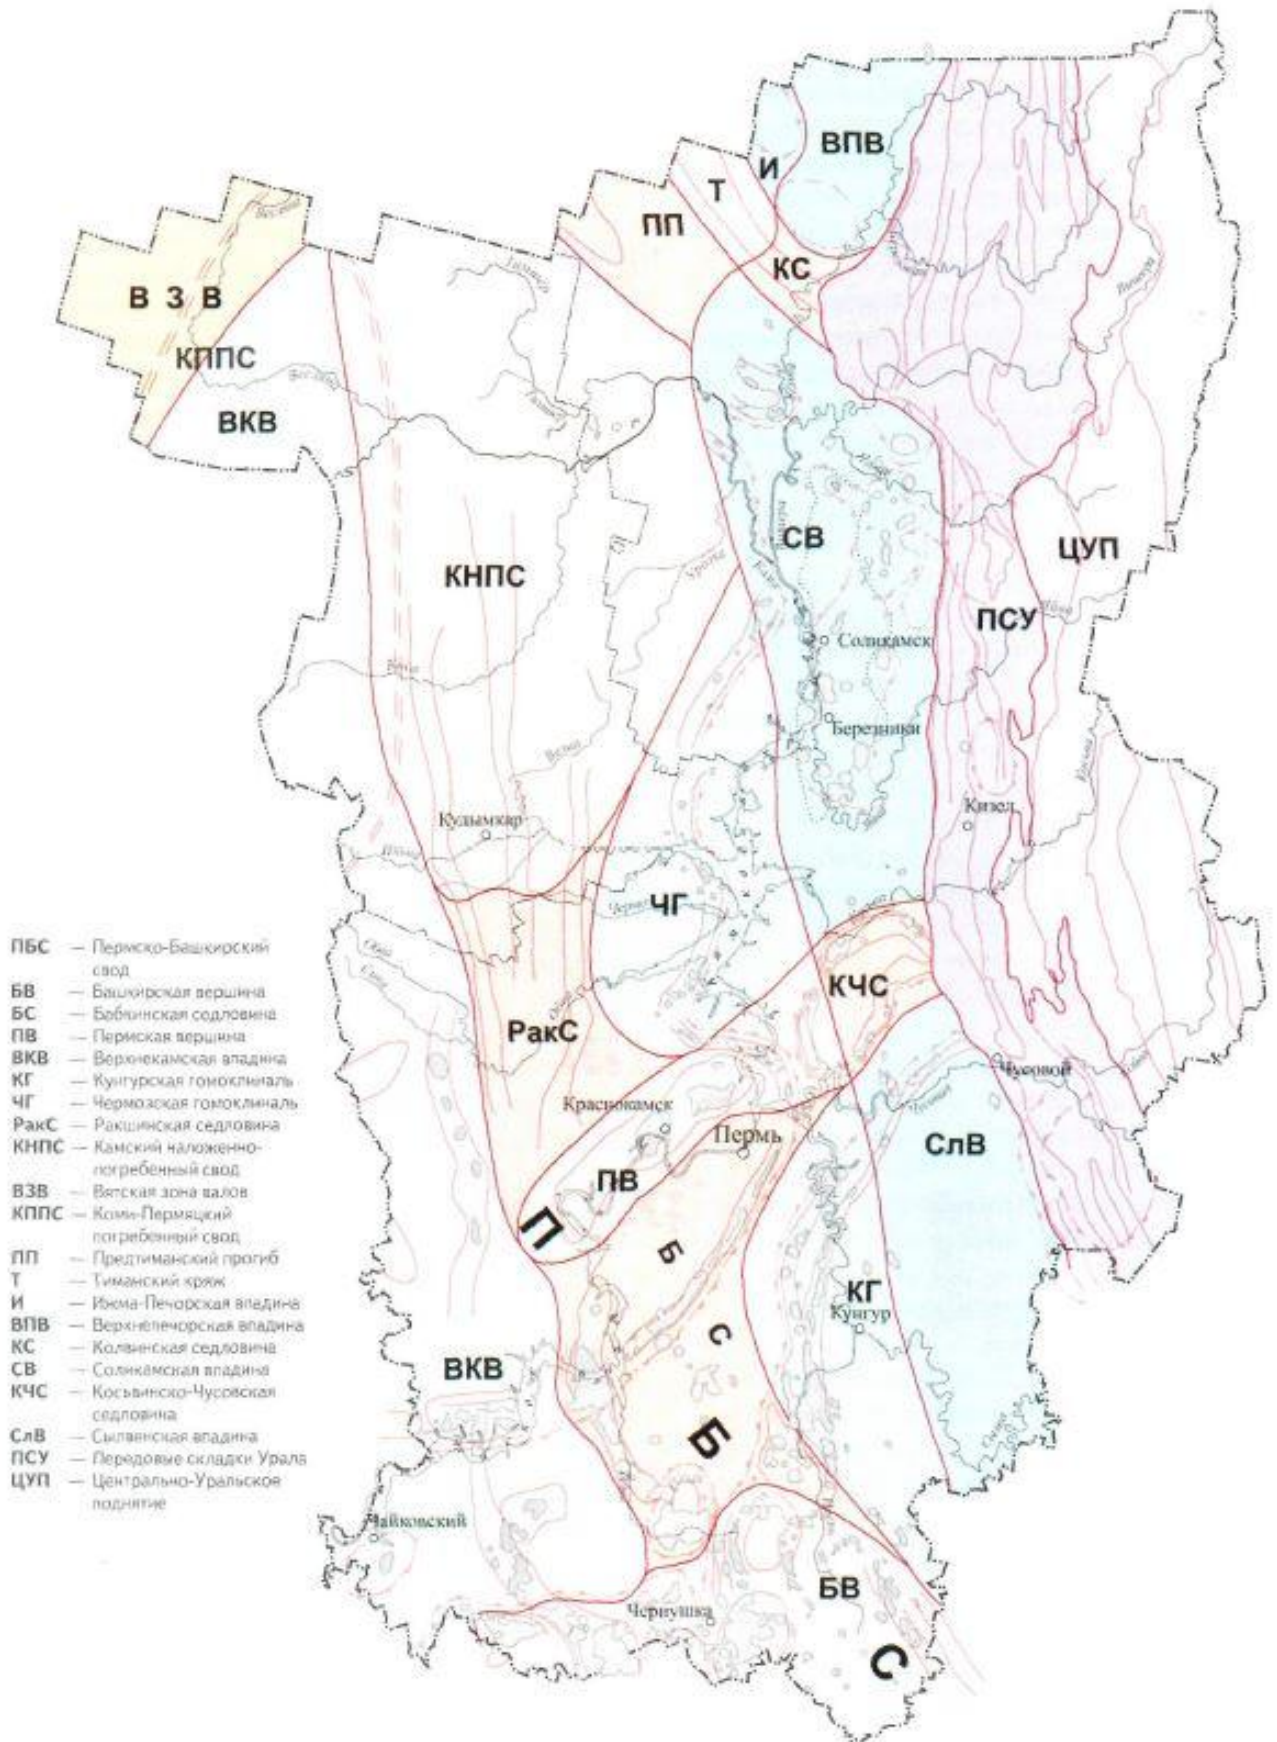 ВПВ
И
Т
ПП
КС
В З В
КППС
ВКВ
СВ
КНПС
ЦУП
ПСУ
Соликамск
Березники
Кизел
Кудымкар
ЧГ
КЧС
РакС
Чусовой
Краснокамск
Пермь
СлВ
ПВ
П
Б
КГ
Кунгур
С
ВКВ
Б
Чайковский
БВ
Чернушка
С
ПБС — Пермско-Башкирский
свод
БВ — Башкирская вершина
БС — Бабкинская седловина
ПВ — Пермская вершина
ВКВ — Верхнекамская впадина
КГ — Кунгурская гомоклиналь
ЧГ — Чермозская гомоклиналь
РакС — Ракшинская седловина
КНПС — Камский наложенно-
погребенный свод
ВЗВ — Вятская зона валов
КППС — Коми-Пермяцкий
погребенный свод
ПП — Предтиманский прогиб
Т — Тиманский кряж
И — Ижма-Печорская впадина
ВПВ — Верхнепечорская впадина
КС — Колвинская седловина
СВ — Соликамская впадина
КЧС — Косьвинско-Чусовская
седловина
СлВ — Сылвенская впадина
ПСУ — Передовые складки Урала
ЦУП — Центрально-Уральское
поднятие